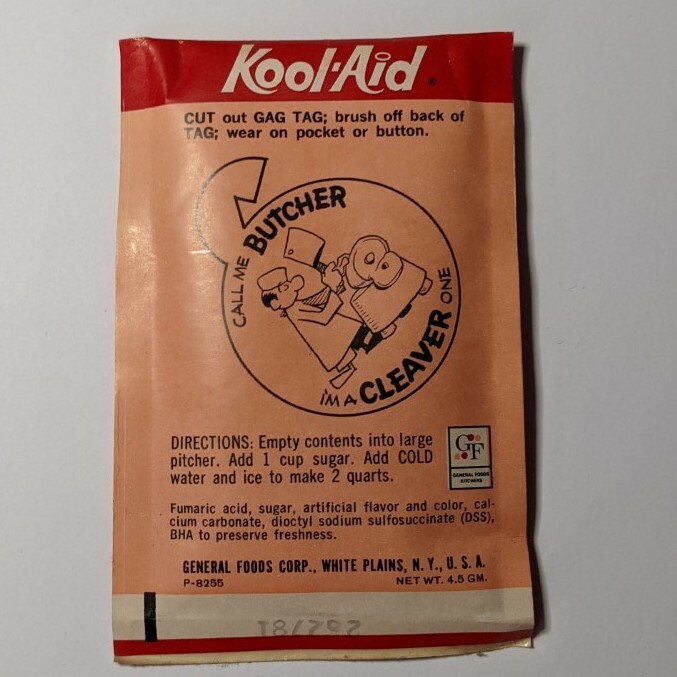 Kool-Aid ®
CUT out GAG TAG; brush off back of
TAG; wear on pocket or button.
CALL ME BUTCHER
I'M A CLEAVER ONE
DIRECTIONS: Empty contents into large
pitcher. Add 1 cup sugar. Add COLD
water and ice to make 2 quarts.
GF
GENERAL FOODS
KITCHENS
Fumaric acid, sugar, artificial flavor and color, cal-
cium carbonate, dioctyl sodium sulfosuccinate (DSS),
BHA to preserve freshness.
GENERAL FOODS CORP., WHITE PLAINS, N. Y., U. S. A.
P-8255
NET WT. 4.5 GM.